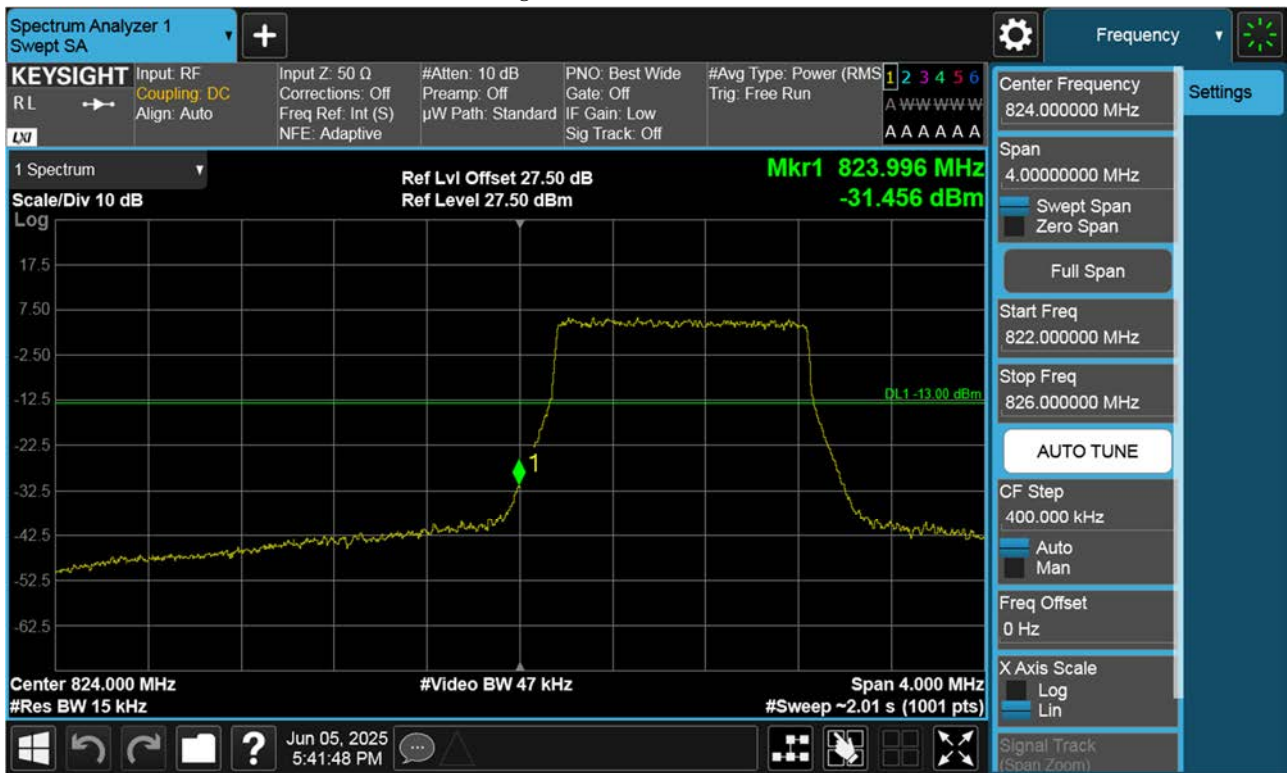 Spectrum Analyzer 1
Swept SA
+
Frequency
KEYSIGHT
RL
LXI
Input: RF
Coupling: DC
Align: Auto
Input Z: 50 Ω
Corrections: Off
Freq Ref: Int (S)
NFE: Adaptive
#Atten: 10 dB
Preamp: Off
µW Path: Standard
PNO: Best Wide
Gate: Off
IF Gain: Low
Sig Track: Off
#Avg Type: Power (RMS
Trig: Free Run
1 2 3 4 5 6
A W W W W W
A A A A A A
1 Spectrum
Scale/Div 10 dB
Log
Ref Lvl Offset 27.50 dB
Ref Level 27.50 dBm
Mkr1 823.996 MHz
-31.456 dBm
17.5
7.50
-2.50
-12.5
-22.5
-32.5
-42.5
-52.5
-62.5
DL1 -13.00 dBm
1
Center 824.000 MHz
#Res BW 15 kHz
#Video BW 47 kHz
Span 4.000 MHz
#Sweep ~2.01 s (1001 pts)
Center Frequency
824.000000 MHz
Settings
Span
4.00000000 MHz
Swept Span
Zero Span
Full Span
Start Freq
822.000000 MHz
Stop Freq
826.000000 MHz
AUTO TUNE
CF Step
400.000 kHz
Auto
Man
Freq Offset
0 Hz
X Axis Scale
Log
Lin
Signal Track
(Span Zoom)
?
Jun 05, 2025
5:41:48 PM